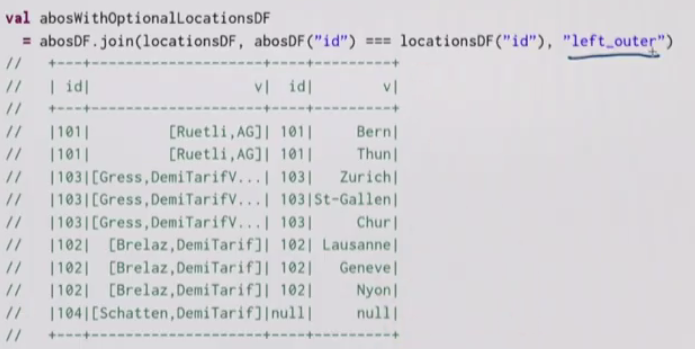 val abosWithOptionalLocationsDF
= abosDF.join(locationsDF, abosDF("id") === locationsDF("id"), "left_outer")
// +---+--------------------+----+---------+
// | id| v| id| v|
// +---+--------------------+----+---------+
// |101| [Ruetli,AG]| 101| Bern|
// |101| [Ruetli,AG]| 101| Thun|
// |103|[Gress,DemiTarifV...| 103| Zurich|
// |103|[Gress,DemiTarifV...| 103|St-Gallen|
// |103|[Gress,DemiTarifV...| 103| Chur|
// |102| [Brelaz,DemiTarif]| 102| Lausanne|
// |102| [Brelaz,DemiTarif]| 102| Geneve|
// |102| [Brelaz,DemiTarif]| 102| Nyon|
// |104|[Schatten,DemiTarif]|null| null|
// +---+--------------------+----+---------+